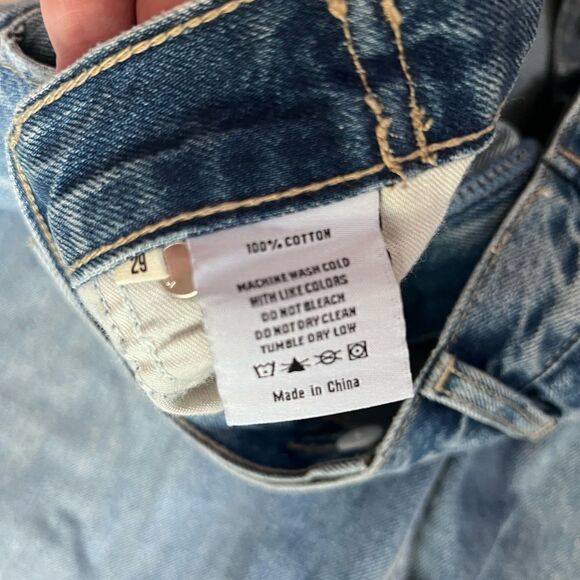 29
100% COTTON
MACHINE WASH COLD
WITH LIKE COLORS
DO NOT BLEACH
DO NOT DRY CLEAN
TUMBLE DRY LOW
Made in China